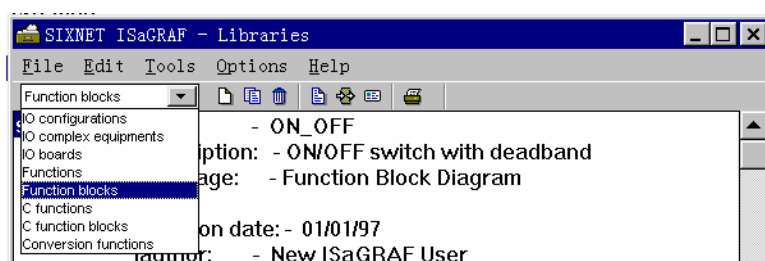 SIXNET ISaGRAF - Libraries
File Edit Tools Options Help
Function blocks
IO configurations
- ON_OFF
IO complex equipments
IO boards
iption: - ON/OFF switch with deadband
Functions
Function blocks
age: - Function Block Diagram
C functions
C function blocks
on date: - 01/01/97
Conversion functions
- New ISaGRAF User